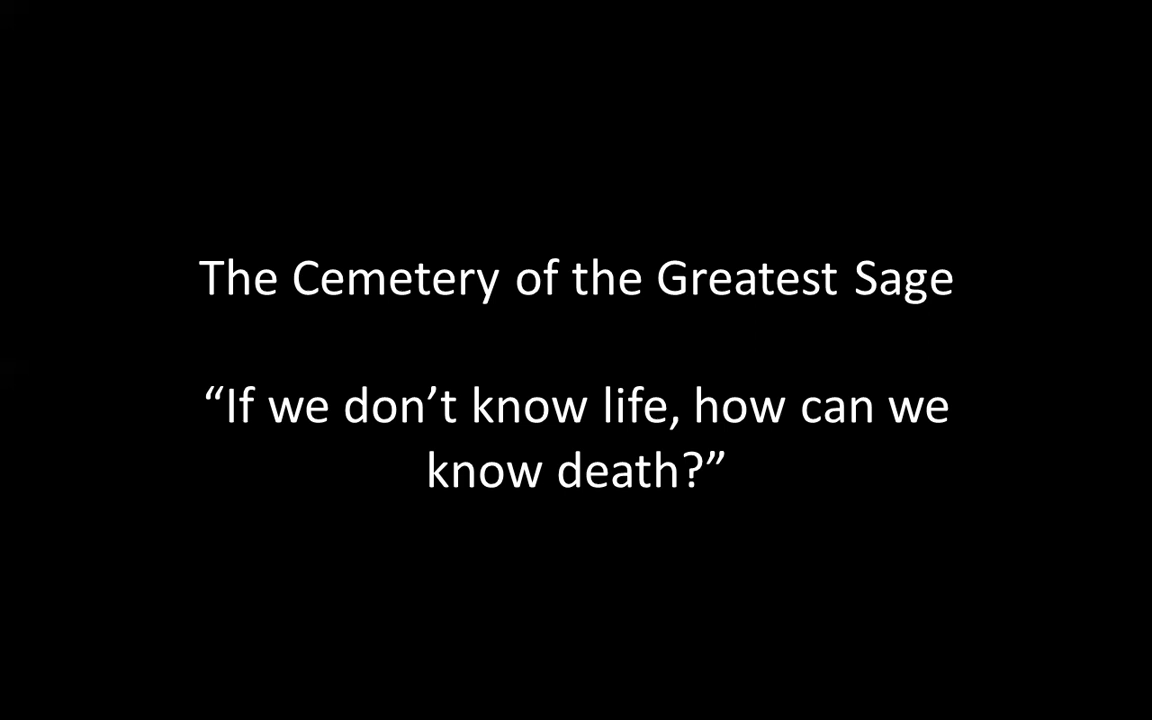 The Cemetery of the Greatest Sage
“If we don’t know life, how can we
know death?”